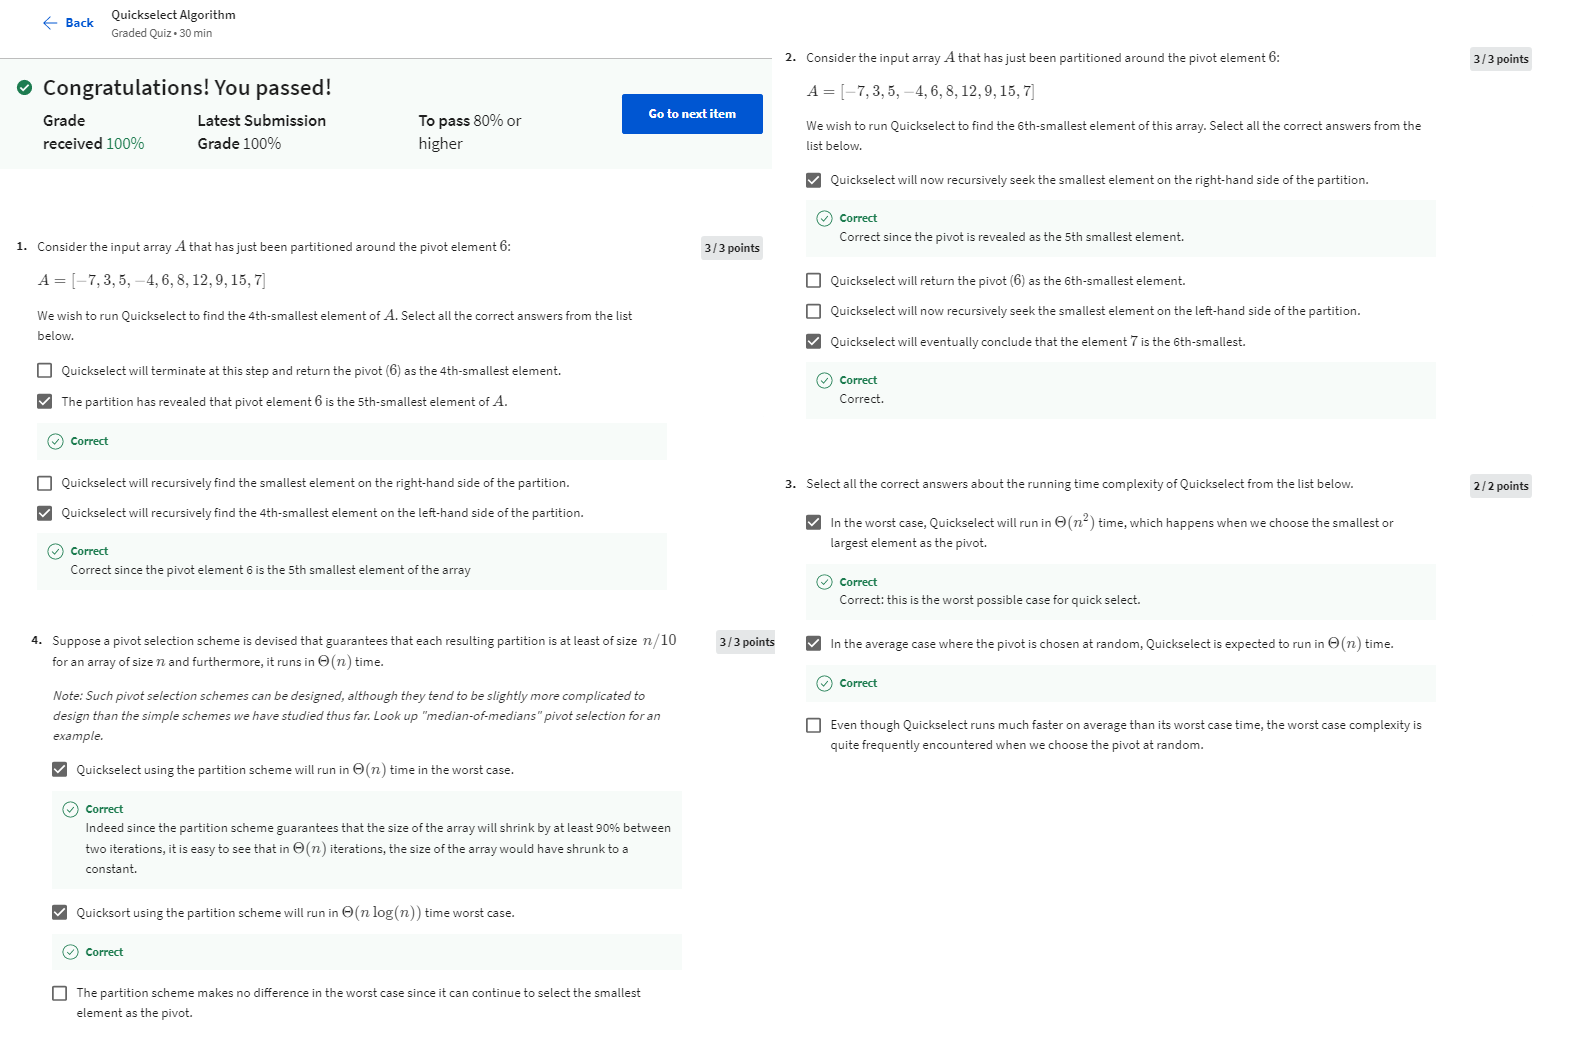 Back
Quickselect Algorithm
Graded Quiz • 30 min
Congratulations! You passed!
Grade
received 100%
Latest Submission
Grade 100%
To pass 80% or
higher
Go to next item
1. Consider the input array A that has just been partitioned around the pivot element 6:
3 / 3 points
A = [−7, 3, 5, −4, 6, 8, 12, 9, 15, 7]
We wish to run Quickselect to find the 4th-smallest element of A. Select all the correct answers from the list
below.
Quickselect will terminate at this step and return the pivot (6) as the 4th-smallest element.
The partition has revealed that pivot element 6 is the 5th-smallest element of A.
Correct
Quickselect will recursively find the smallest element on the right-hand side of the partition.
Quickselect will recursively find the 4th-smallest element on the left-hand side of the partition.
Correct
Correct since the pivot element 6 is the 5th smallest element of the array
2. Consider the input array A that has just been partitioned around the pivot element 6:
3 / 3 points
A = [−7, 3, 5, −4, 6, 8, 12, 9, 15, 7]
We wish to run Quickselect to find the 6th-smallest element of this array. Select all the correct answers from the
list below.
Quickselect will now recursively seek the smallest element on the right-hand side of the partition.
Correct
Correct since the pivot is revealed as the 5th smallest element.
Quickselect will return the pivot (6) as the 6th-smallest element.
Quickselect will now recursively seek the smallest element on the left-hand side of the partition.
Quickselect will eventually conclude that the element 7 is the 6th-smallest.
Correct
Correct.
3. Select all the correct answers about the running time complexity of Quickselect from the list below.
2 / 2 points
In the worst case, Quickselect will run in Θ(n²) time, which happens when we choose the smallest or
largest element as the pivot.
Correct
Correct: this is the worst possible case for quick select.
In the average case where the pivot is chosen at random, Quickselect is expected to run in Θ(n) time.
Correct
Even though Quickselect runs much faster on average than its worst case time, the worst case complexity is
quite frequently encountered when we choose the pivot at random.
4. Suppose a pivot selection scheme is devised that guarantees that each resulting partition is at least of size n/10
3 / 3 points
for an array of size n and furthermore, it runs in Θ(n) time.
Note: Such pivot selection schemes can be designed, although they tend to be slightly more complicated to
design than the simple schemes we have studied thus far. Look up "median-of-medians" pivot selection for an
example.
Quickselect using the partition scheme will run in Θ(n) time in the worst case.
Correct
Indeed since the partition scheme guarantees that the size of the array will shrink by at least 90% between
two iterations, it is easy to see that in Θ(n) iterations, the size of the array would have shrunk to a
constant.
Quicksort using the partition scheme will run in Θ(n log(n)) time worst case.
Correct
The partition scheme makes no difference in the worst case since it can continue to select the smallest
element as the pivot.